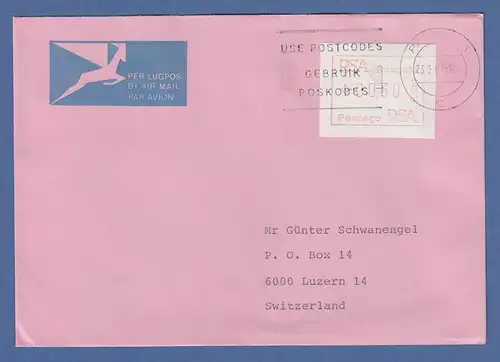 PER LUGPOS
BY AIR MAIL
PAR AVION
USE POSTCODES
GEBRUIK
POSKODES
RSA
Postage RSA
Mr Günter Schwanengel
P. O. Box 14
6000 Luzern 14
Switzerland